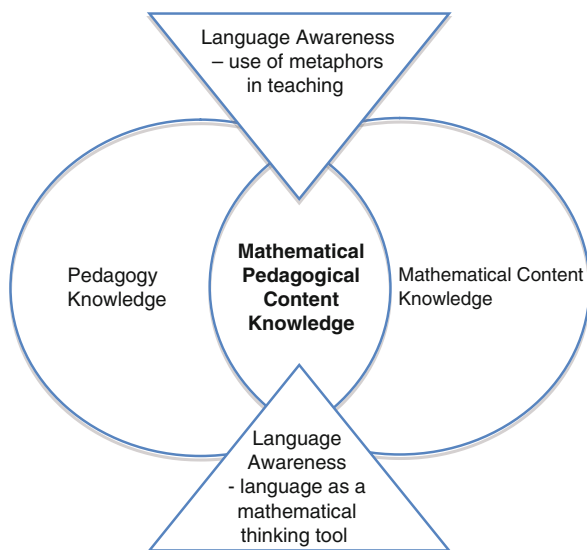 Language Awareness
– use of metaphors
in teaching
Pedagogy
Knowledge
Mathematical
Pedagogical
Content
Knowledge
Mathematical Content
Knowledge
Language
Awareness
- language as a
mathematical
thinking tool